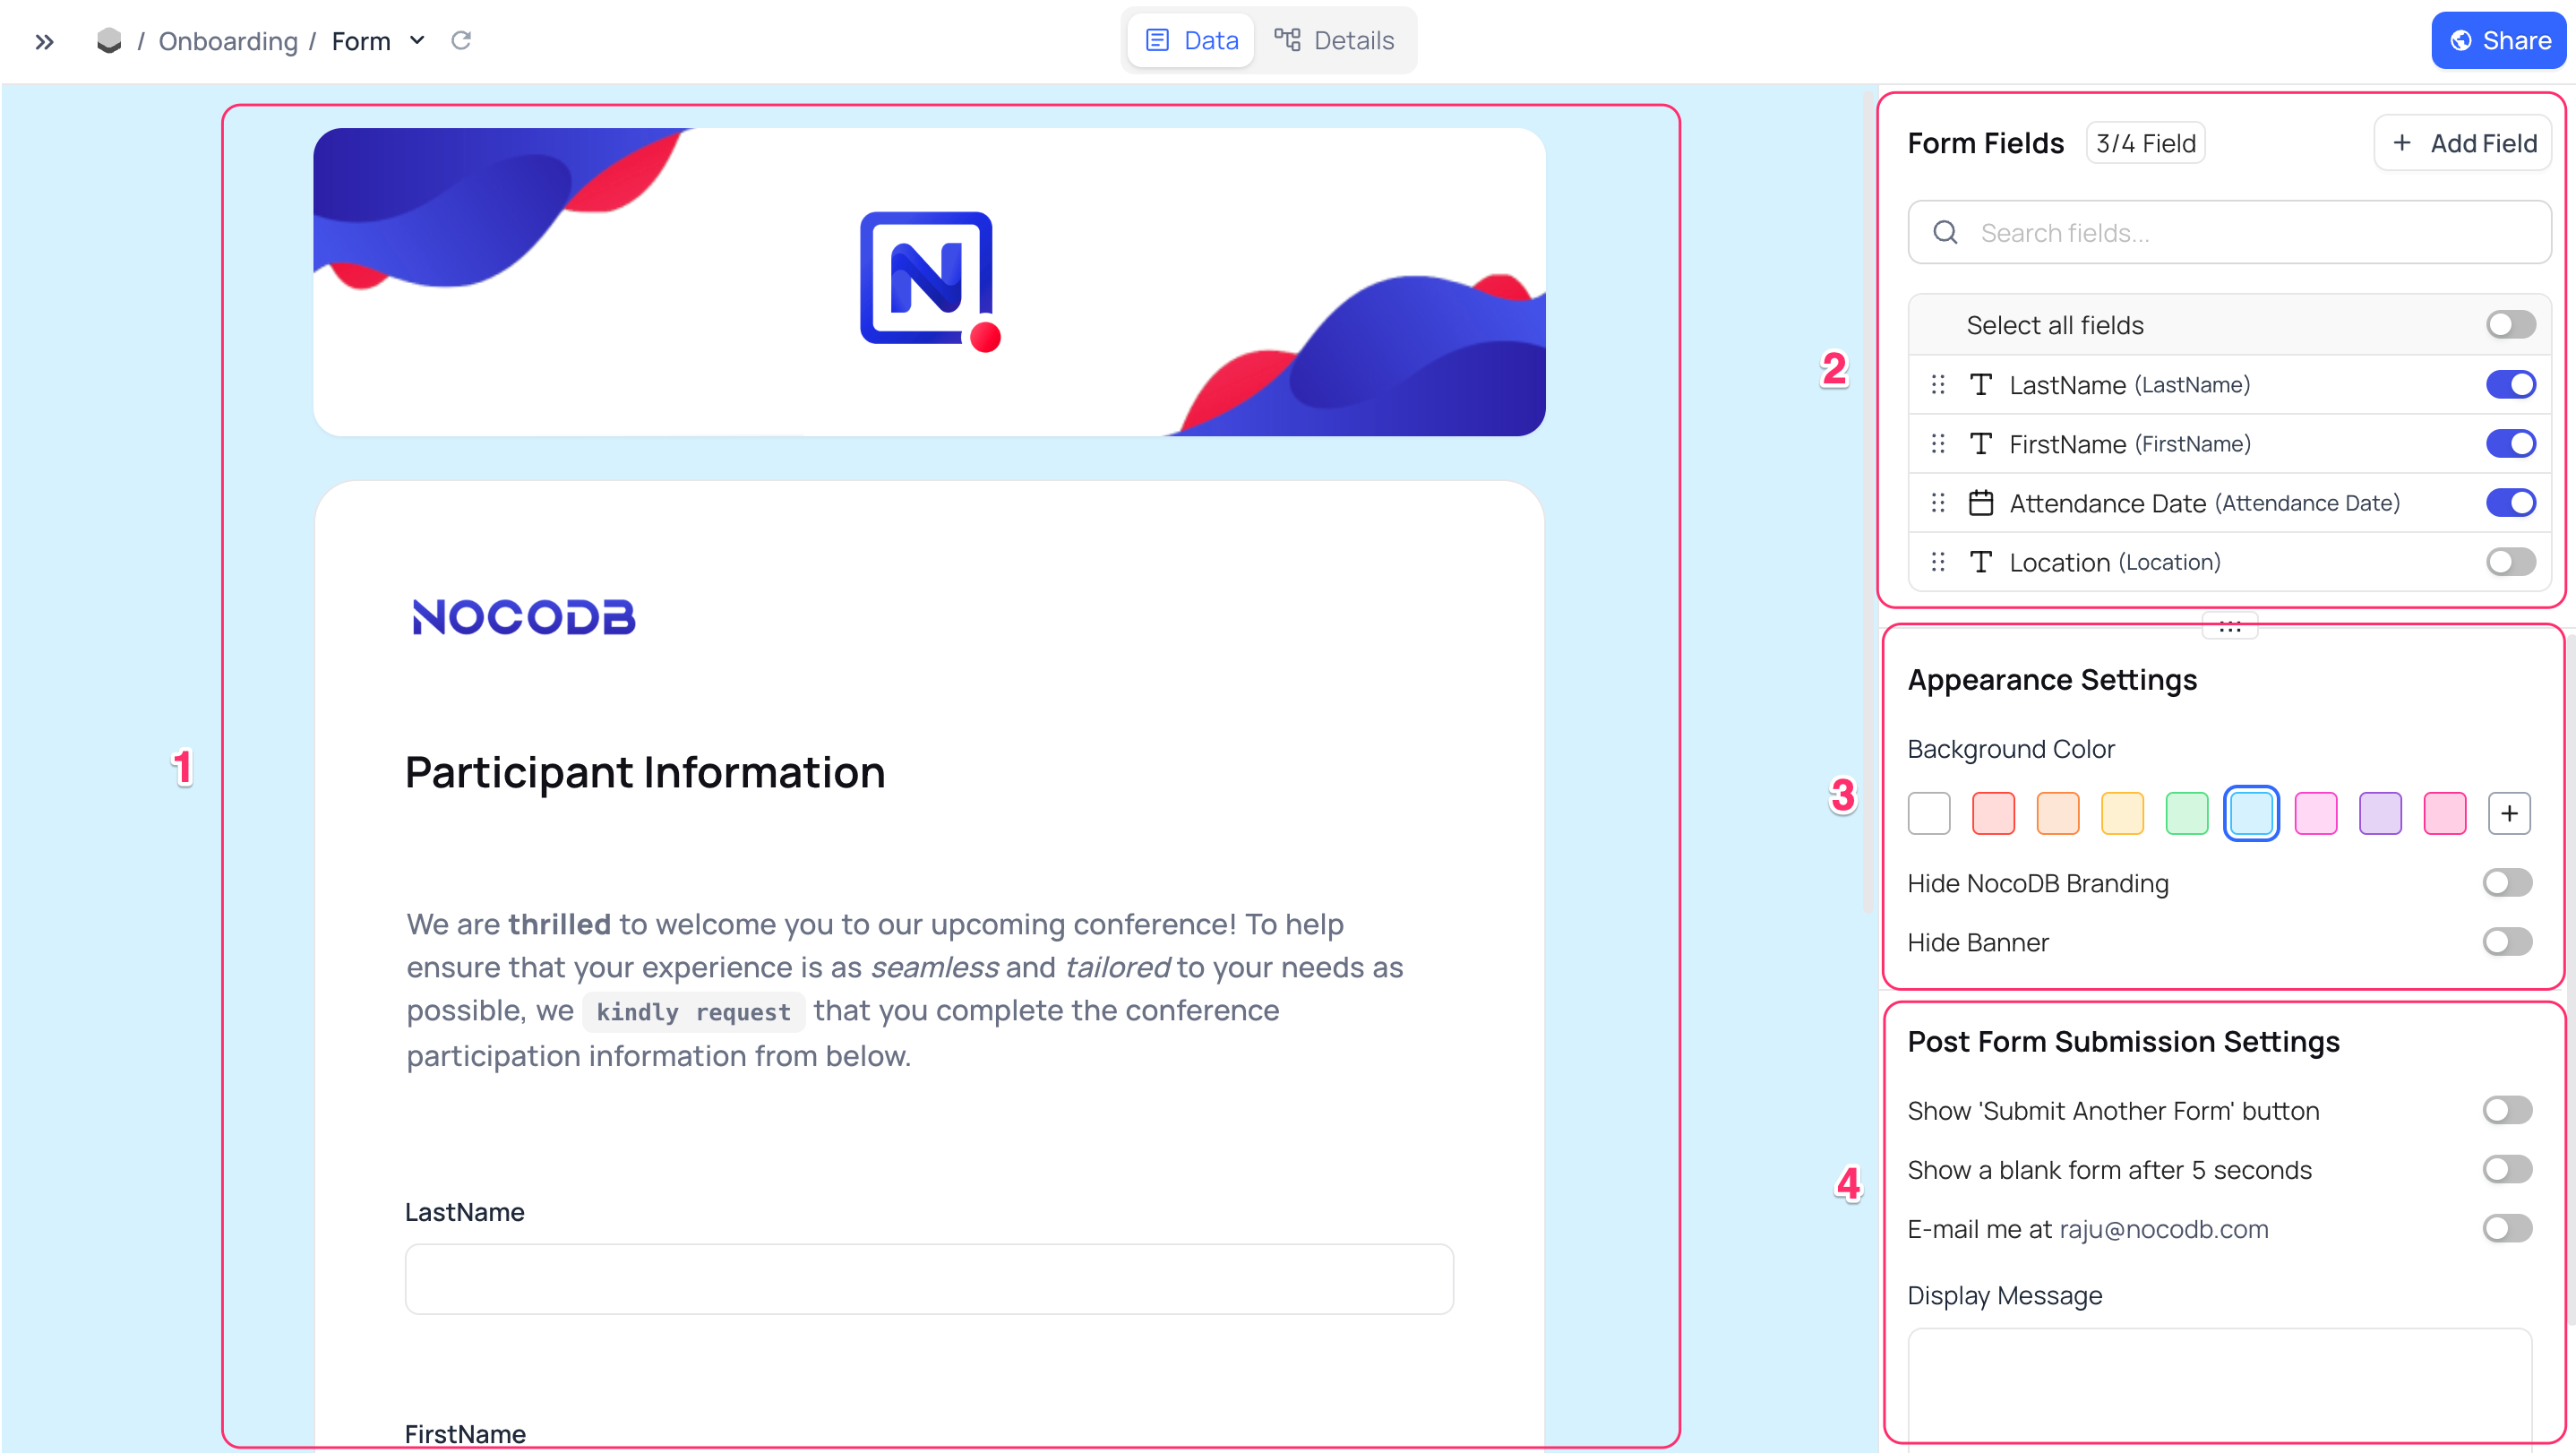 / Onboarding / Form
Data
Details
Share
1
N
NOCODB
Participant Information
We are thrilled to welcome you to our upcoming conference! To help
ensure that your experience is as seamless and tailored to your needs as
possible, we kindly request that you complete the conference
participation information from below.
LastName
FirstName
2
Form Fields
3/4 Field
+ Add Field
Search fields...
Select all fields
LastName (LastName)
FirstName (FirstName)
Attendance Date (Attendance Date)
Location (Location)
3
Appearance Settings
Background Color
+
Hide NocoDB Branding
Hide Banner
4
Post Form Submission Settings
Show 'Submit Another Form' button
Show a blank form after 5 seconds
E-mail me at raju@nocodb.com
Display Message